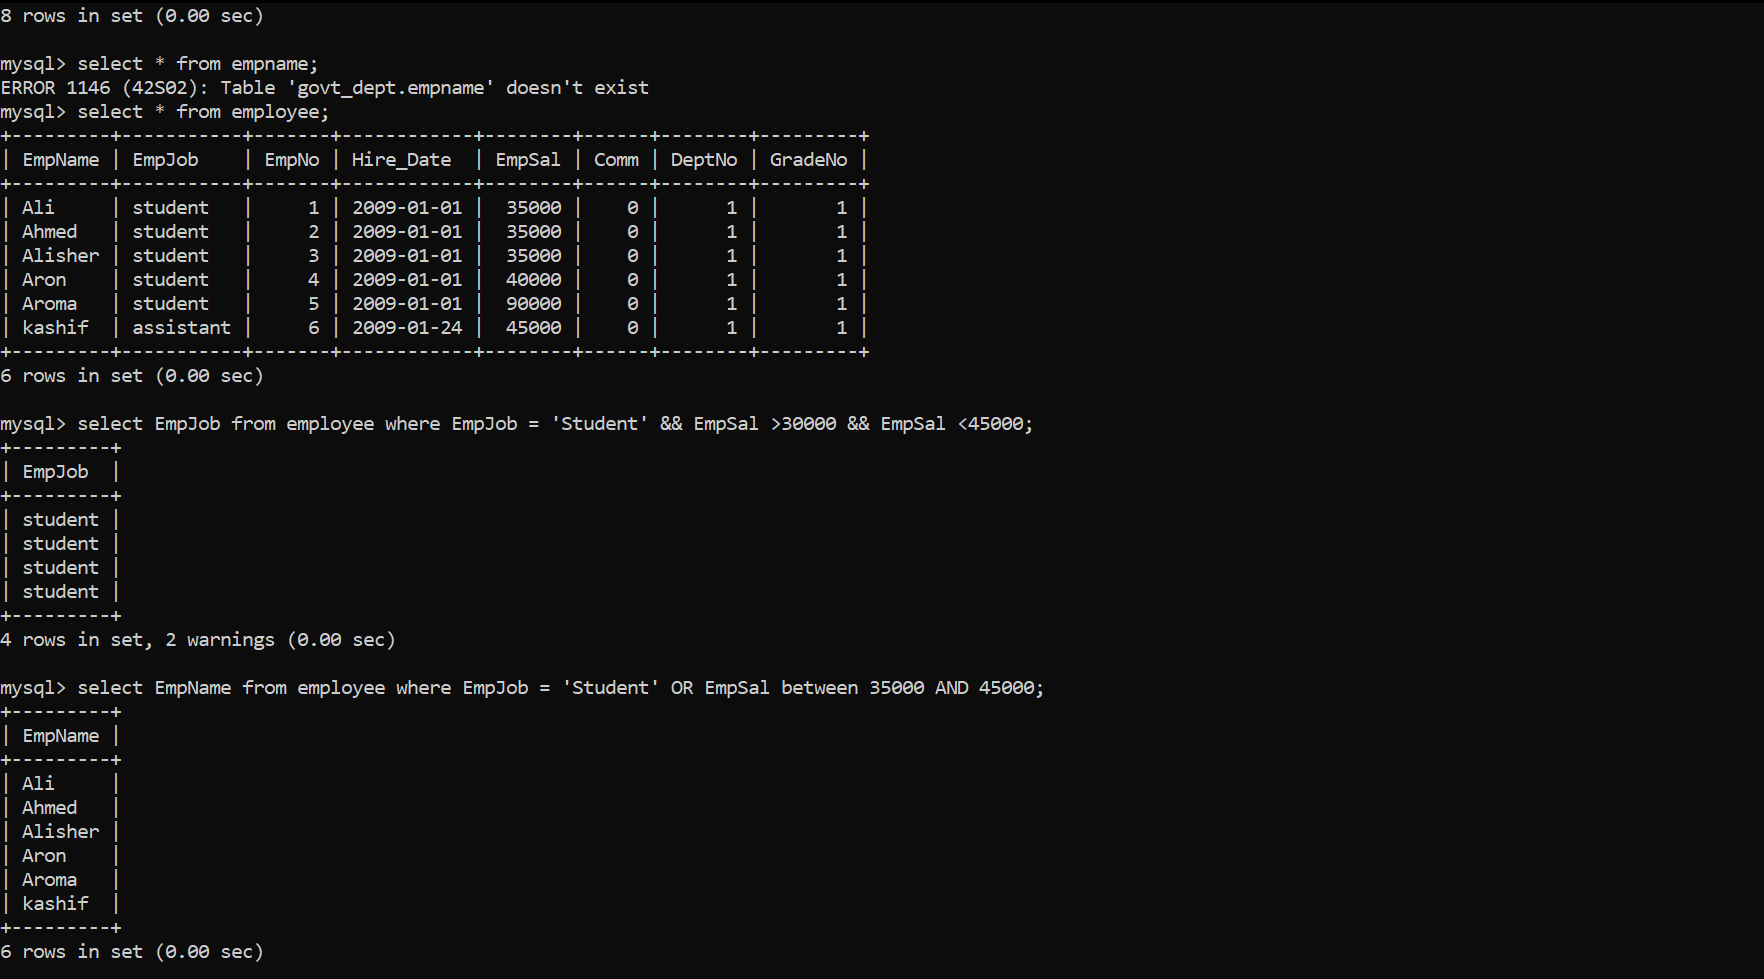 8 rows in set (0.00 sec)
mysql> select * from empname;
ERROR 1146 (42S02): Table 'govt_dept.empname' doesn't exist
mysql> select * from employee;
+---------+-----------+-------+------------+--------+------+--------+---------+
| EmpName | EmpJob    | EmpNo | Hire_Date  | EmpSal | Comm | DeptNo | GradeNo |
+---------+-----------+-------+------------+--------+------+--------+---------+
| Ali     | student   |     1 | 2009-01-01 |  35000 |    0 |      1 |       1 |
| Ahmed   | student   |     2 | 2009-01-01 |  35000 |    0 |      1 |       1 |
| Alisher | student   |     3 | 2009-01-01 |  35000 |    0 |      1 |       1 |
| Aron    | student   |     4 | 2009-01-01 |  40000 |    0 |      1 |       1 |
| Aroma   | student   |     5 | 2009-01-01 |  90000 |    0 |      1 |       1 |
| kashif  | assistant |     6 | 2009-01-24 |  45000 |    0 |      1 |       1 |
+---------+-----------+-------+------------+--------+------+--------+---------+
6 rows in set (0.00 sec)
mysql> select EmpJob from employee where EmpJob = 'Student' && EmpSal >30000 && EmpSal <45000;
+---------+
| EmpJob  |
+---------+
| student |
| student |
| student |
| student |
+---------+
4 rows in set, 2 warnings (0.00 sec)
mysql> select EmpName from employee where EmpJob = 'Student' OR EmpSal between 35000 AND 45000;
+---------+
| EmpName |
+---------+
| Ali     |
| Ahmed   |
| Alisher |
| Aron    |
| Aroma   |
| kashif  |
+---------+
6 rows in set (0.00 sec)